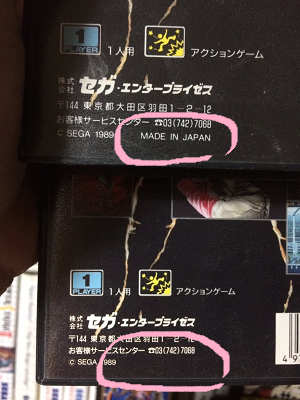 1
PLAYER 1人用 アクションゲーム
株式会社 セガ・エンタープライゼス
〒144 東京都大田区羽田1-2-12
お客様サービスセンター ☎03(742)7068
© SEGA 1989 MADE IN JAPAN
1
PLAYER 1人用 アクションゲーム
株式会社 セガ・エンタープライゼス
〒144 東京都大田区羽田1-2-12
お客様サービスセンター ☎03(742)7068
© SEGA 1989
4